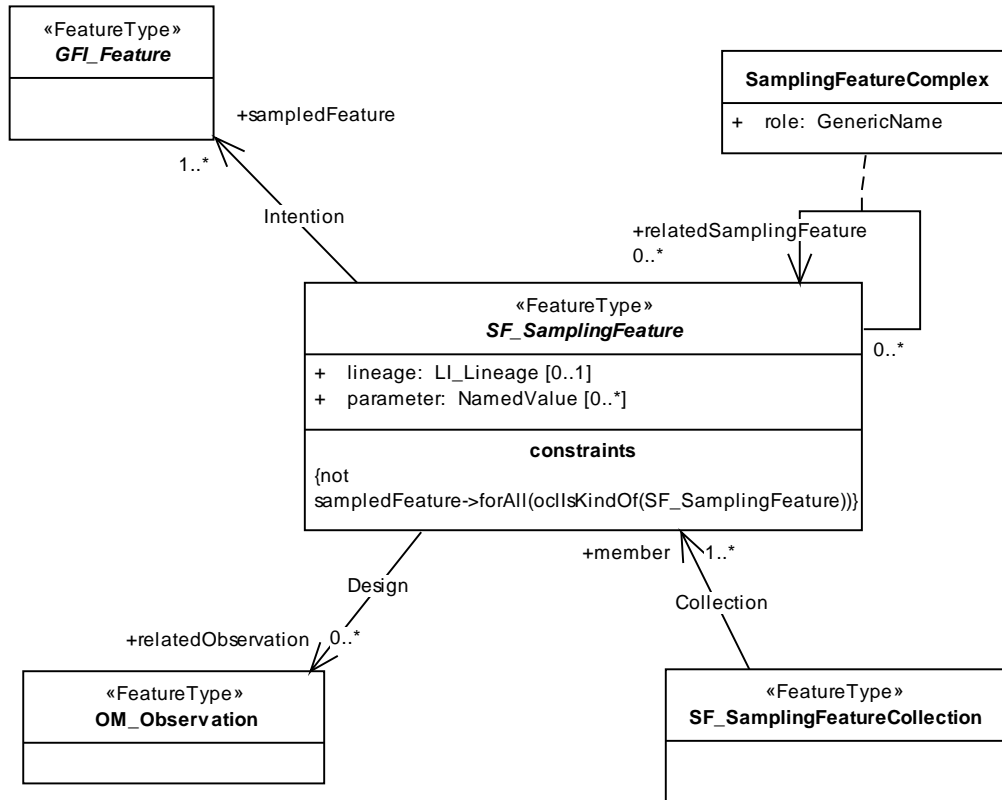 «FeatureType»
GFI_Feature
SamplingFeatureComplex
+ role: GenericName
+sampledFeature
1..*
Intention
+relatedSamplingFeature
0..*
«FeatureType»
SF_SamplingFeature
0..*
+ lineage: LI_Lineage [0..1]
+ parameter: NamedValue [0..*]
constraints
{not
sampledFeature->forAll(oclIsKindOf(SF_SamplingFeature))}
+member 1..*
Design
Collection
+relatedObservation 0..*
«FeatureType»
OM_Observation
«FeatureType»
SF_SamplingFeatureCollection